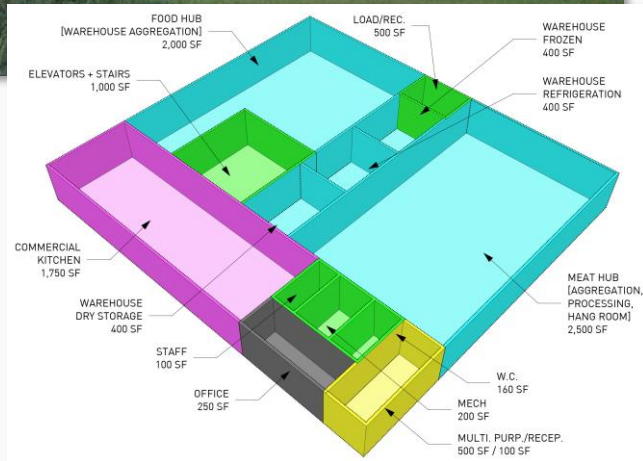 FOOD HUB
[WAREHOUSE AGGREGATION]
2,000 SF
LOAD/REC.
500 SF
WAREHOUSE
FROZEN
400 SF
ELEVATORS + STAIRS
1,000 SF
WAREHOUSE
REFRIGERATION
400 SF
COMMERCIAL
KITCHEN
1,750 SF
MEAT HUB
[AGGREGATION,
PROCESSING,
HANG ROOM]
2,500 SF
WAREHOUSE
DRY STORAGE
400 SF
STAFF
100 SF
W.C.
160 SF
OFFICE
250 SF
MECH
200 SF
MULTI. PURP./RECEP.
500 SF / 100 SF